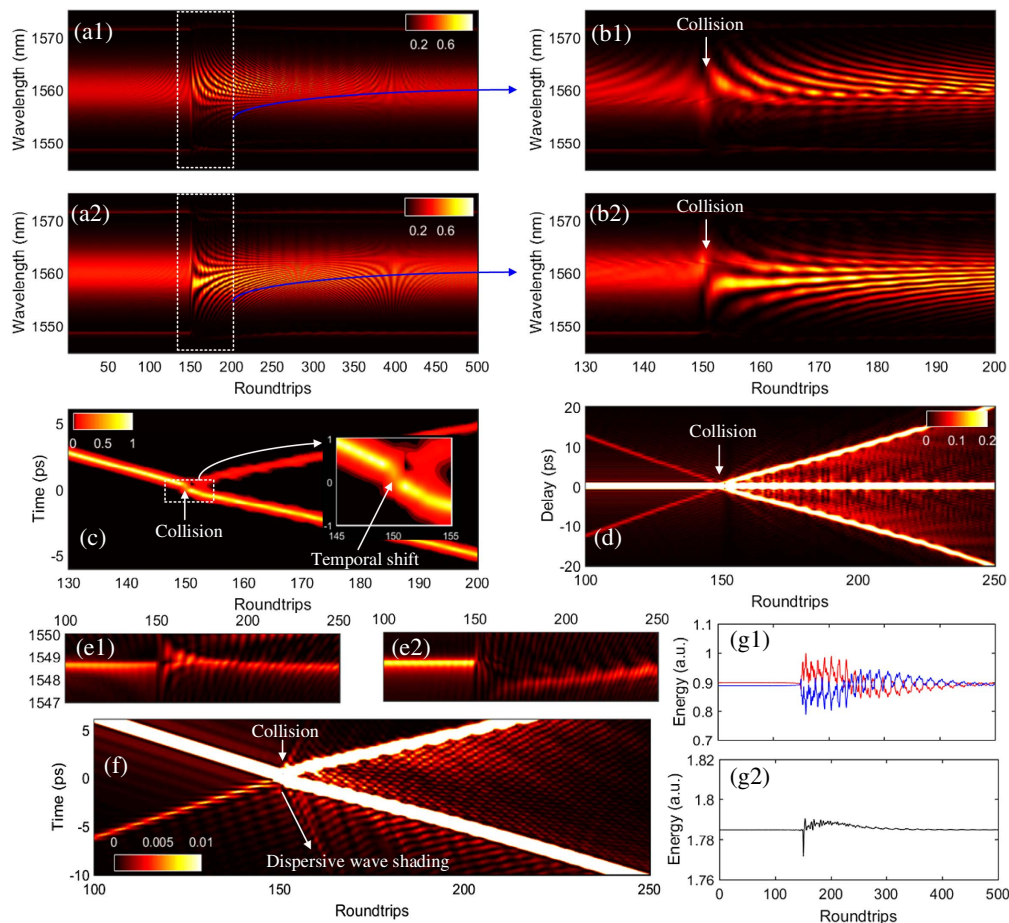 (a1)
0.2 0.6
Wavelength (nm)
1570
1560
1550
(b1)
Collision
Wavelength (nm)
1570
1560
1550
(a2)
0.2 0.6
Wavelength (nm)
1570
1560
1550
50 100 150 200 250 300 350 400 450 500
Roundtrips
(b2)
Collision
Wavelength (nm)
1570
1560
1550
130 140 150 160 170 180 190 200
Roundtrips
0 0.5 1
Time (ps)
5
0
-5
(c)
Collision
1
0
-1
145 150 155
Temporal shift
130 140 150 160 170 180 190 200
Roundtrips
Collision
0 0.1 0.2
Delay (ps)
20
10
0
-10
-20
(d)
100 150 200 250
Roundtrips
100 150 200 250
1550
1549
1548
1547
(e1)
100 150 200 250
(e2)
(f)
Collision
Time (ps)
5
0
-5
-10
0 0.005 0.01
Dispersive wave shading
100 150 200 250
Roundtrips
(g1)
Energy (a.u.)
1.1
1
0.9
0.8
0.7
0 100 200 300 400 500
(g2)
Energy (a.u.)
1.82
1.8
1.78
1.76
0 100 200 300 400 500
Roundtrips